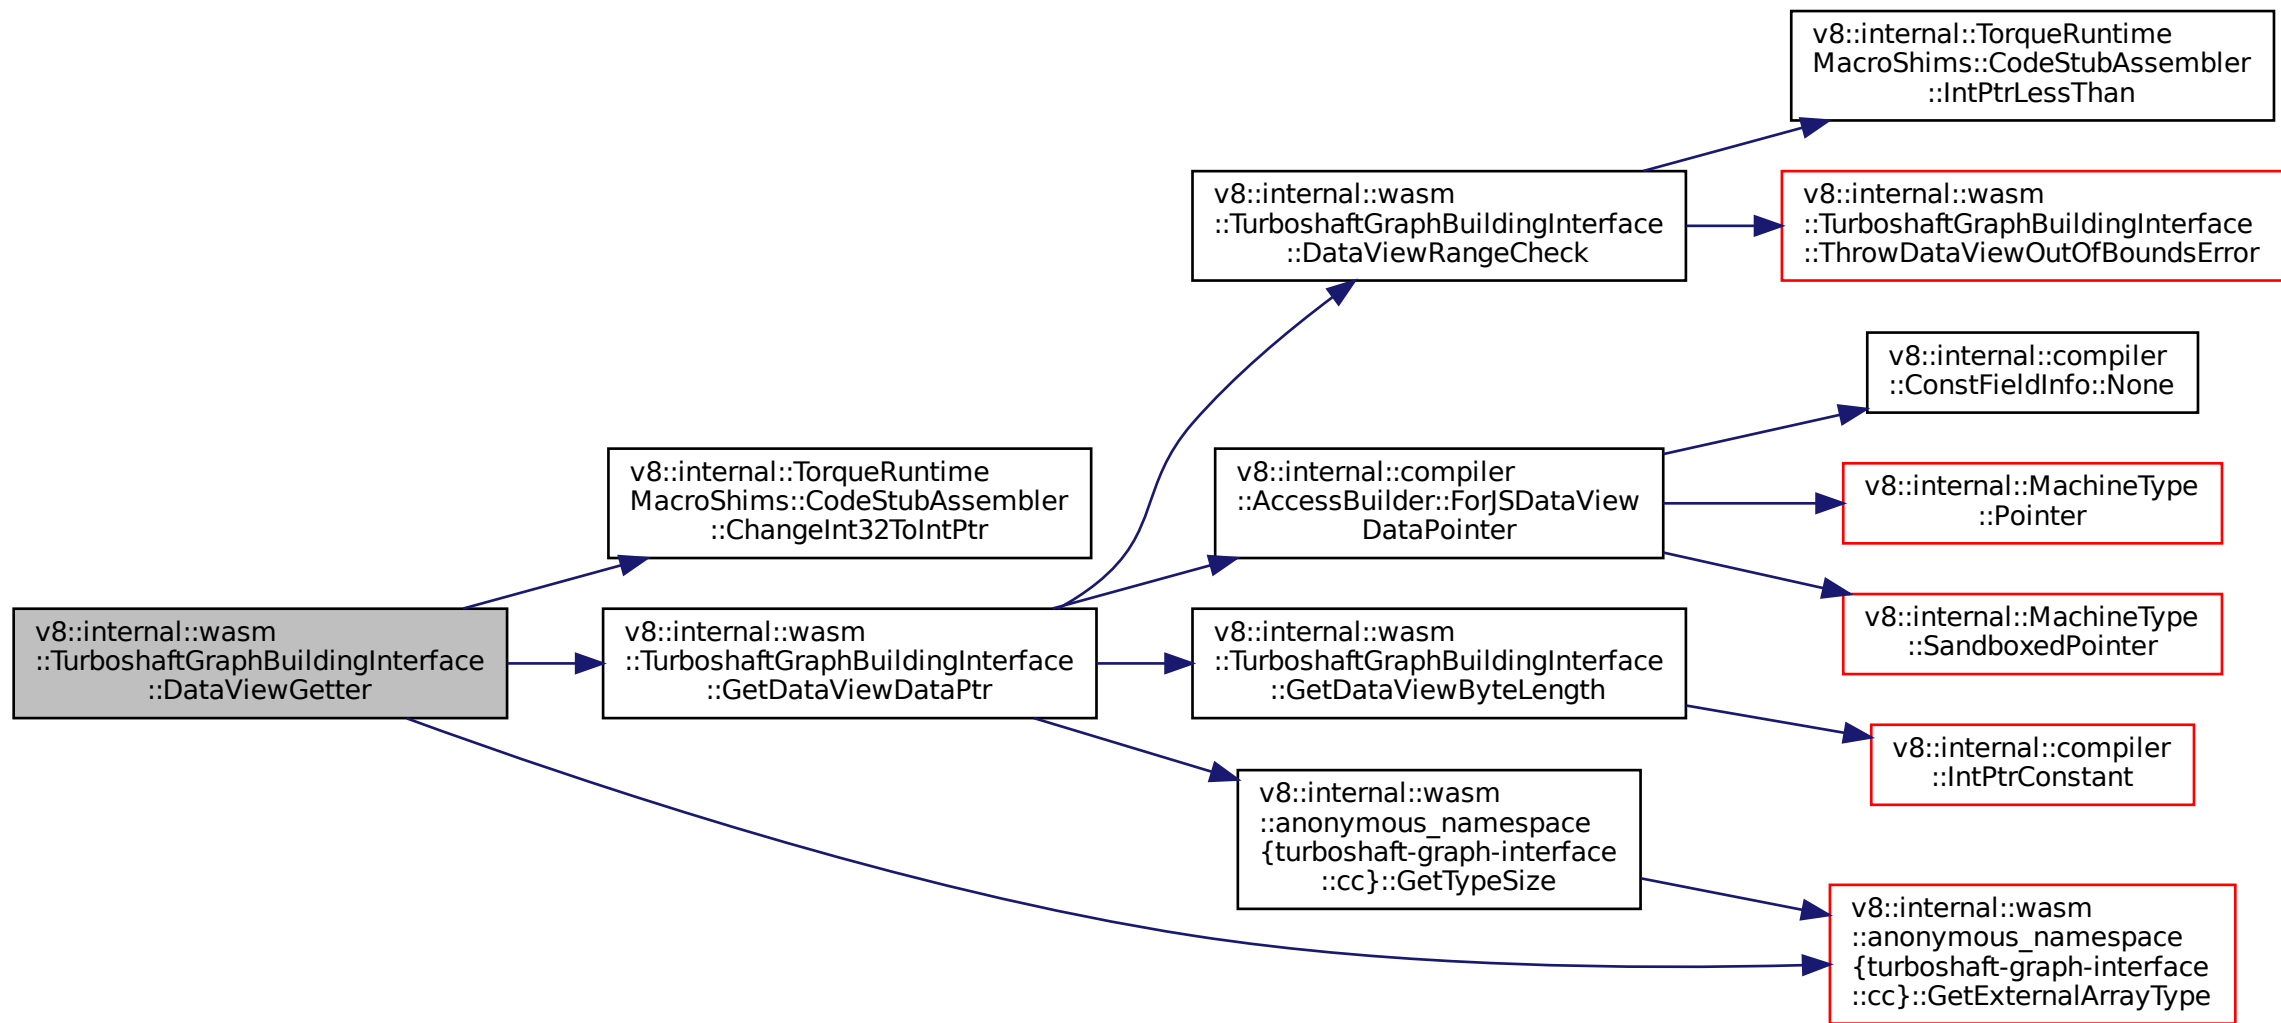 v8::internal::TorqueRuntime
MacroShims::CodeStubAssembler
::IntPtrLessThan
v8::internal::wasm
::TurboshaftGraphBuildingInterface
::DataViewRangeCheck
v8::internal::wasm
::TurboshaftGraphBuildingInterface
::ThrowDataViewOutOfBoundsError
v8::internal::compiler
::ConstFieldInfo::None
v8::internal::TorqueRuntime
MacroShims::CodeStubAssembler
::ChangeInt32ToIntPtr
v8::internal::compiler
::AccessBuilder::ForJSDataView
DataPointer
v8::internal::MachineType
::Pointer
v8::internal::wasm
::TurboshaftGraphBuildingInterface
::DataViewGetter
v8::internal::wasm
::TurboshaftGraphBuildingInterface
::GetDataViewDataPtr
v8::internal::wasm
::TurboshaftGraphBuildingInterface
::GetDataViewByteLength
v8::internal::MachineType
::SandboxedPointer
v8::internal::compiler
::IntPtrConstant
v8::internal::wasm
::anonymous_namespace
{turboshaft-graph-interface
::cc}::GetTypeSize
v8::internal::wasm
::anonymous_namespace
{turboshaft-graph-interface
::cc}::GetExternalArrayType